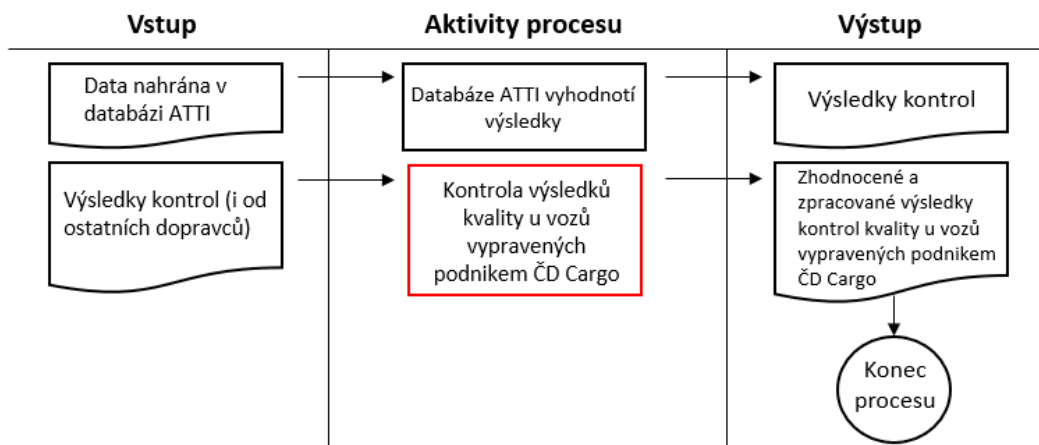 Vstup
Aktivity procesu
Výstup
Data nahrána v
databázi ATTI
Databáze ATTI vyhodnotí
výsledky
Výsledky kontrol
Výsledky kontrol (i od
ostatních dopravců)
Kontrola výsledků
kvality u vozů
vypravených
podnikem ČD Cargo
Zhodnocené a
zpracované výsledky
kontrol kvality u vozů
vypravených podnikem
ČD Cargo
Konec
procesu